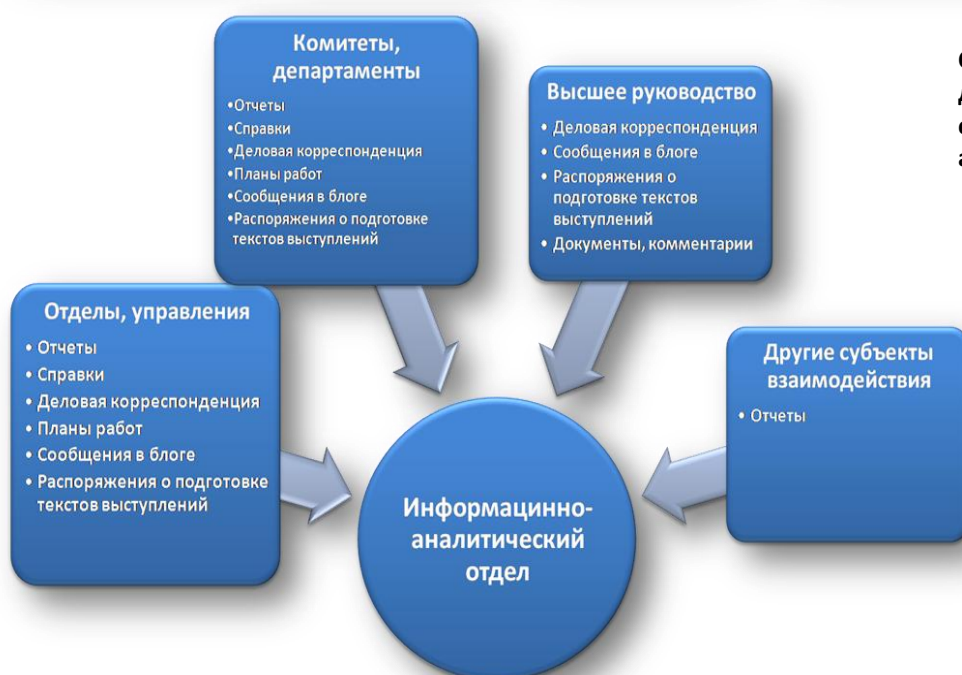 Комитеты,
департаменты
•Отчеты
•Справки
•Деловая корреспонденция
•Планы работ
•Сообщения в блоге
•Распоряжения о подготовке
текстов выступлений
Высшее руководство
• Деловая корреспонденция
• Сообщения в блоге
• Распоряжения о
подготовке текстов
выступлений
• Документы, комментарии
Отделы, управления
• Отчеты
• Справки
• Деловая корреспонденция
• Планы работ
• Сообщения в блоге
• Распоряжения о подготовке
текстов выступлений
Другие субъекты
взаимодействия
• Отчеты
Информацинно-
аналитический
отдел